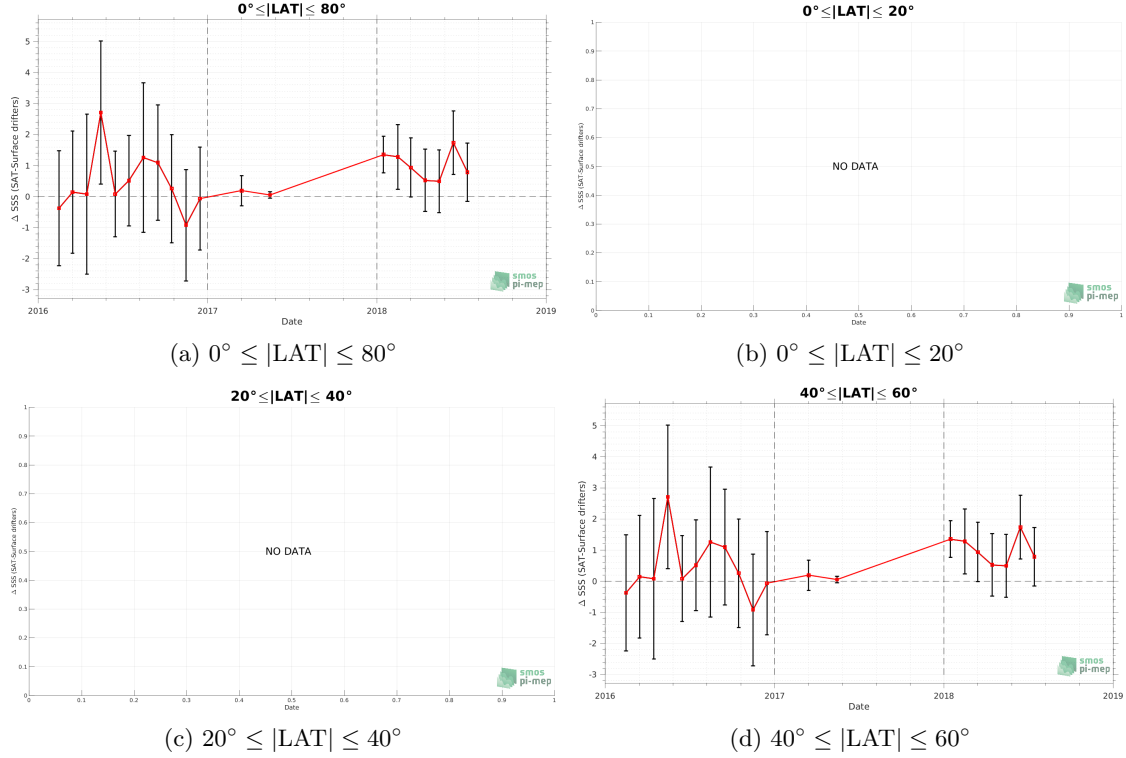 0°≤|LAT|≤ 80°
Δ SSS (SAT-Surface drifters)
5
4
3
2
1
0
-1
-2
-3
2016
2017
2018
2019
Date
smos
pi-mep
(a) 0° ≤ |LAT| ≤ 80°
0°≤|LAT|≤ 20°
Δ SSS (SAT-Surface drifters)
1
0.9
0.8
0.7
0.6
0.5
0.4
0.3
0.2
0.1
0
NO DATA
0
0.1
0.2
0.3
0.4
0.5
0.6
0.7
0.8
0.9
1
Date
smos
pi-mep
(b) 0° ≤ |LAT| ≤ 20°
20°≤|LAT|≤ 40°
Δ SSS (SAT-Surface drifters)
1
0.9
0.8
0.7
0.6
0.5
0.4
0.3
0.2
0.1
0
NO DATA
0
0.1
0.2
0.3
0.4
0.5
0.6
0.7
0.8
0.9
1
Date
smos
pi-mep
(c) 20° ≤ |LAT| ≤ 40°
40°≤|LAT|≤ 60°
Δ SSS (SAT-Surface drifters)
5
4
3
2
1
0
-1
-2
-3
2016
2017
2018
2019
Date
smos
pi-mep
(d) 40° ≤ |LAT| ≤ 60°